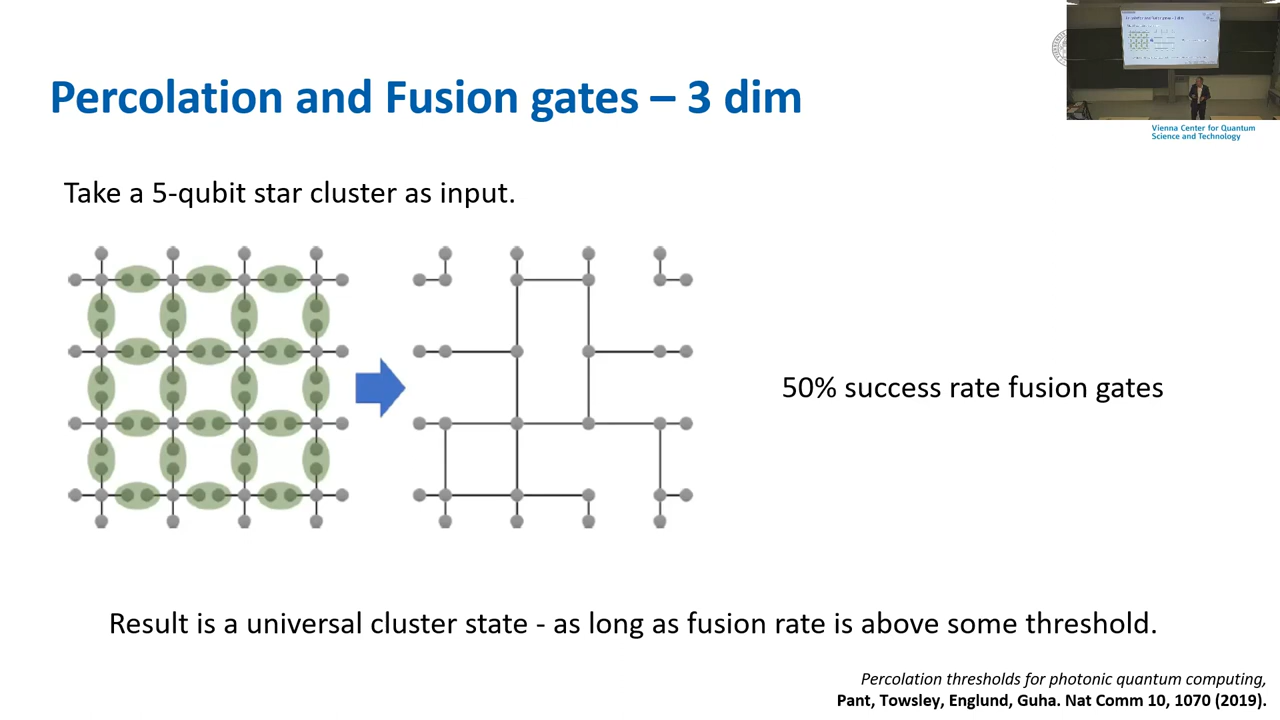 Percolation and Fusion gates – 3 dim
Vienna Center for Quantum
Science and Technology
Take a 5-qubit star cluster as input.
50% success rate fusion gates
Result is a universal cluster state - as long as fusion rate is above some threshold.
Percolation thresholds for photonic quantum computing,
Pant, Towsley, Englund, Guha. Nat Comm 10, 1070 (2019).